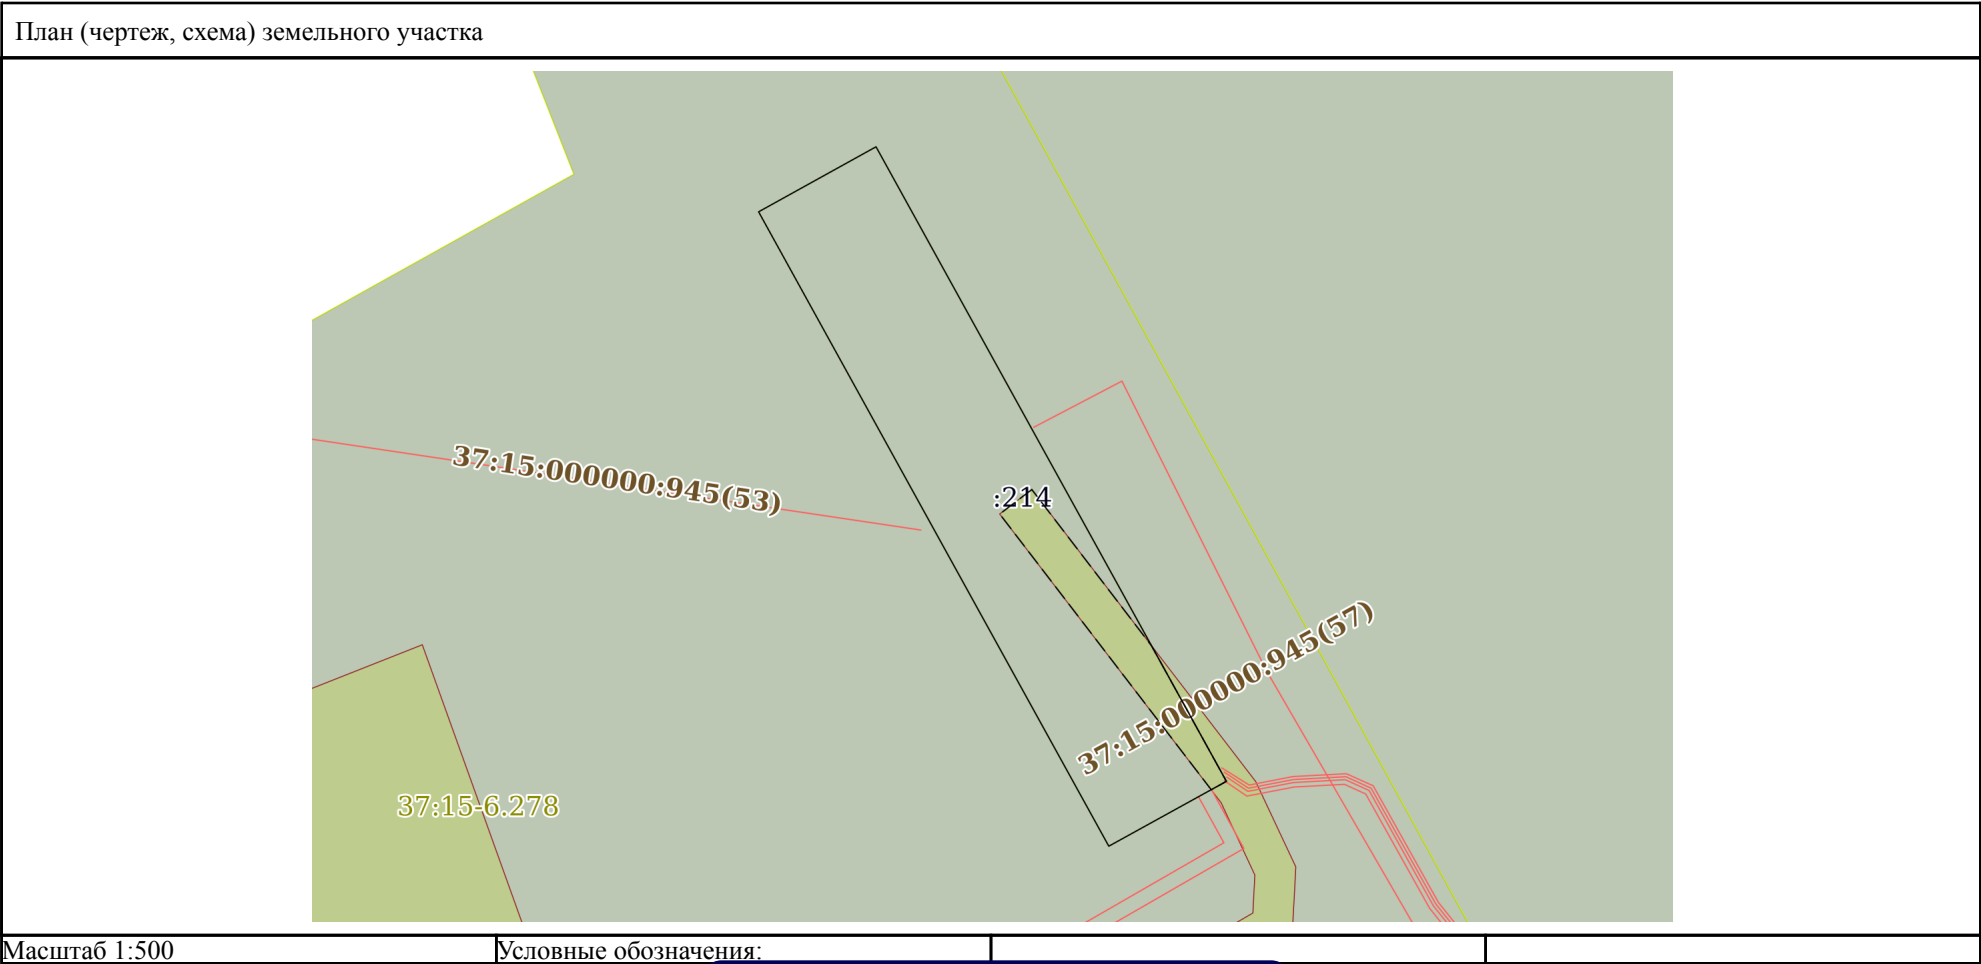 План (чертеж, схема) земельного участка
37:15:000000:945(53)
:214
37:15:000000:945(57)
37:15-6.278
Масштаб 1:500
Условные обозначения: